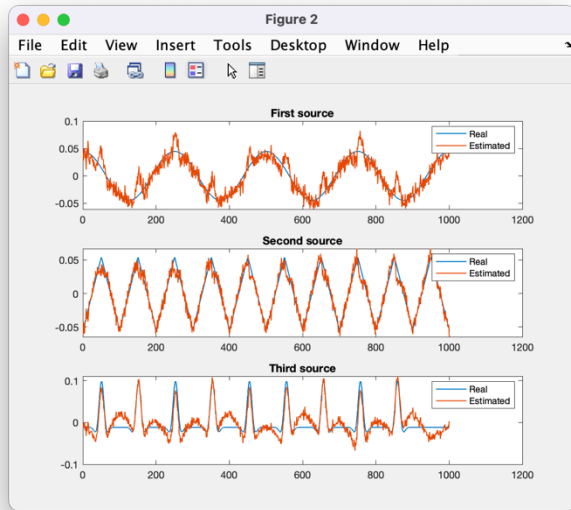 Figure 2
File Edit View Insert Tools Desktop Window Help
First source
0.1
0.05
0
-0.05
0 200 400 600 800 1000 1200
Real
Estimated
Second source
0.05
0
-0.05
0 200 400 600 800 1000 1200
Real
Estimated
Third source
0.1
0
-0.1
0 200 400 600 800 1000 1200
Real
Estimated